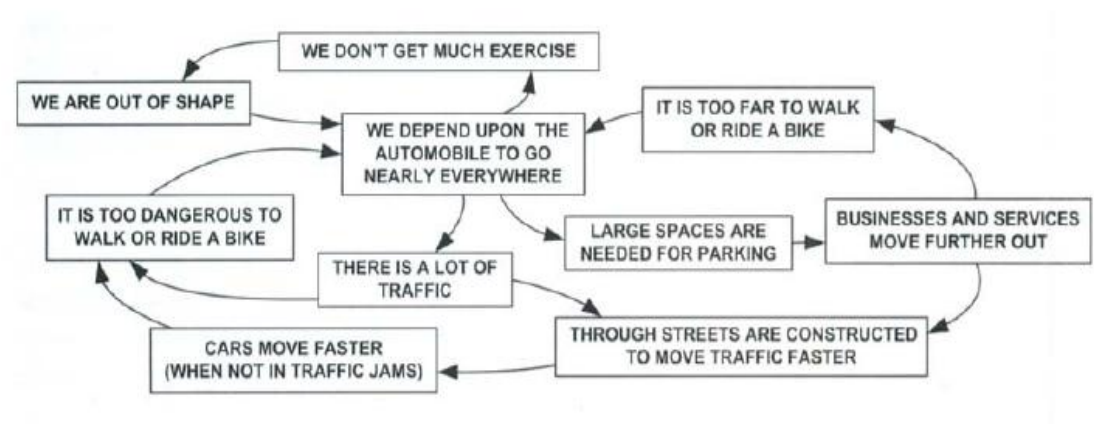 WE DON'T GET MUCH EXERCISE
WE ARE OUT OF SHAPE
WE DEPEND UPON THE
AUTOMOBILE TO GO
NEARLY EVERYWHERE
IT IS TOO FAR TO WALK
OR RIDE A BIKE
IT IS TOO DANGEROUS TO
WALK OR RIDE A BIKE
LARGE SPACES ARE
NEEDED FOR PARKING
BUSINESSES AND SERVICES
MOVE FURTHER OUT
THERE IS A LOT OF
TRAFFIC
THROUGH STREETS ARE CONSTRUCTED
TO MOVE TRAFFIC FASTER
CARS MOVE FASTER
(WHEN NOT IN TRAFFIC JAMS)